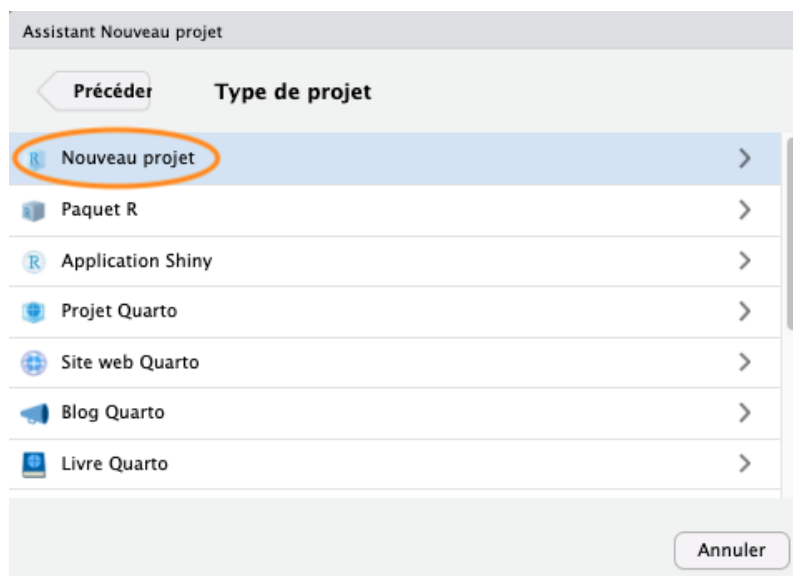 Assistant Nouveau projet
Précéder
Type de projet
Nouveau projet
Paquet R
Application Shiny
Projet Quarto
Site web Quarto
Blog Quarto
Livre Quarto
Annuler